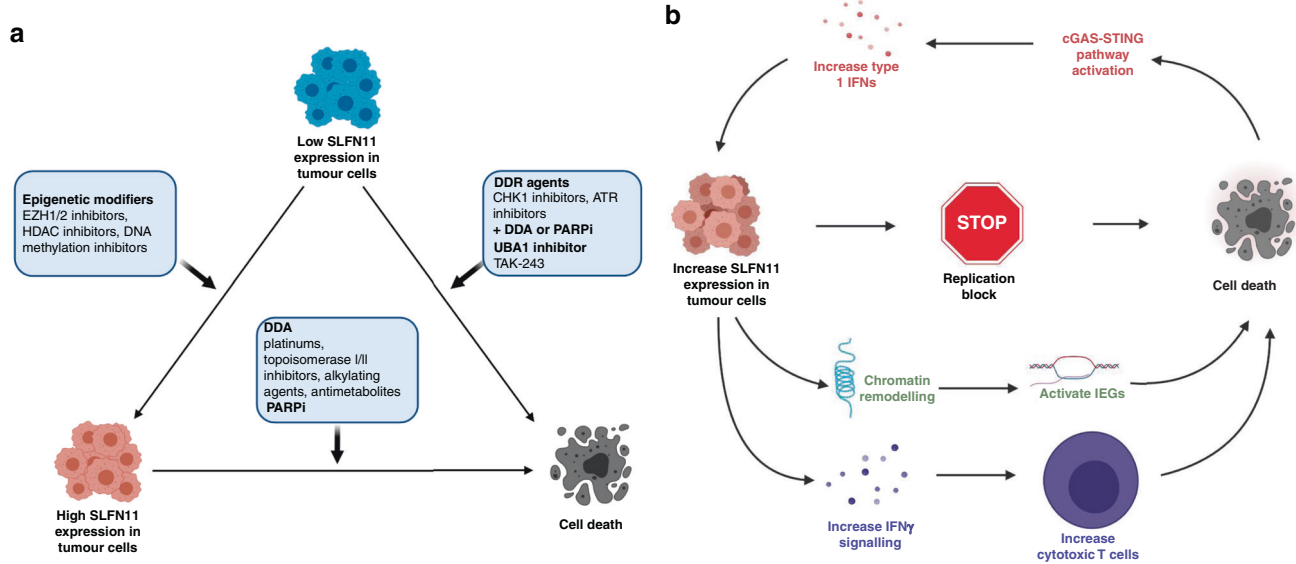 a
Low SLFN11
expression in
tumour cells
Epigenetic modifiers
EZH1/2 inhibitors,
HDAC inhibitors, DNA
methylation inhibitors
DDR agents
CHK1 inhibitors, ATR
inhibitors
+ DDA or PARPi
UBA1 inhibitor
TAK-243
DDA
platinums,
topoisomerase I/II
inhibitors, alkylating
agents, antimetabolites
PARPi
High SLFN11
expression in
tumour cells
Cell death
b
Increase type
1 IFNs
cGAS-STING
pathway
activation
Increase SLFN11
expression in
tumour cells
STOP
Replication
block
Cell death
Chromatin
remodelling
Activate IEGs
Increase IFNγ
signalling
Increase
cytotoxic T cells